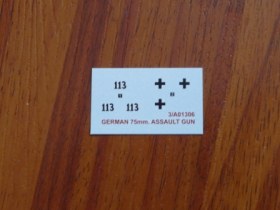 113
113 113
3/A01306
GERMAN 75mm. ASSAULT GUN